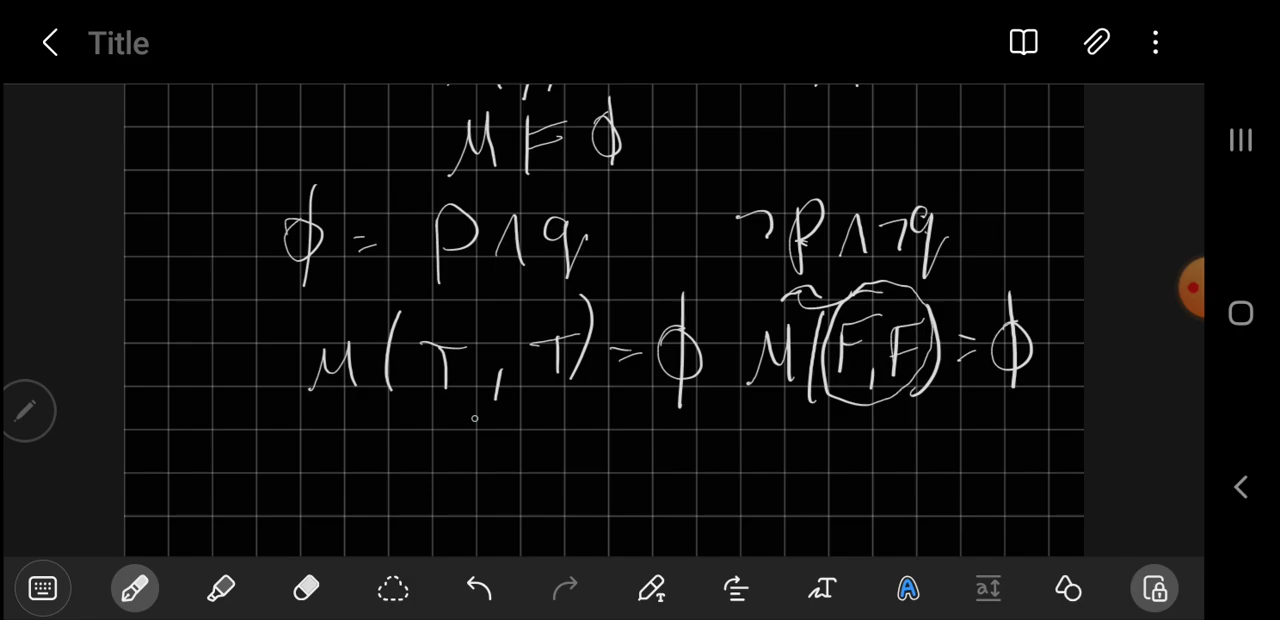 Title
M ⊨ ϕ
ϕ = P ∧ q ¬P ∧ ¬q
M(T, T) = ϕ M(F, F) = ϕ